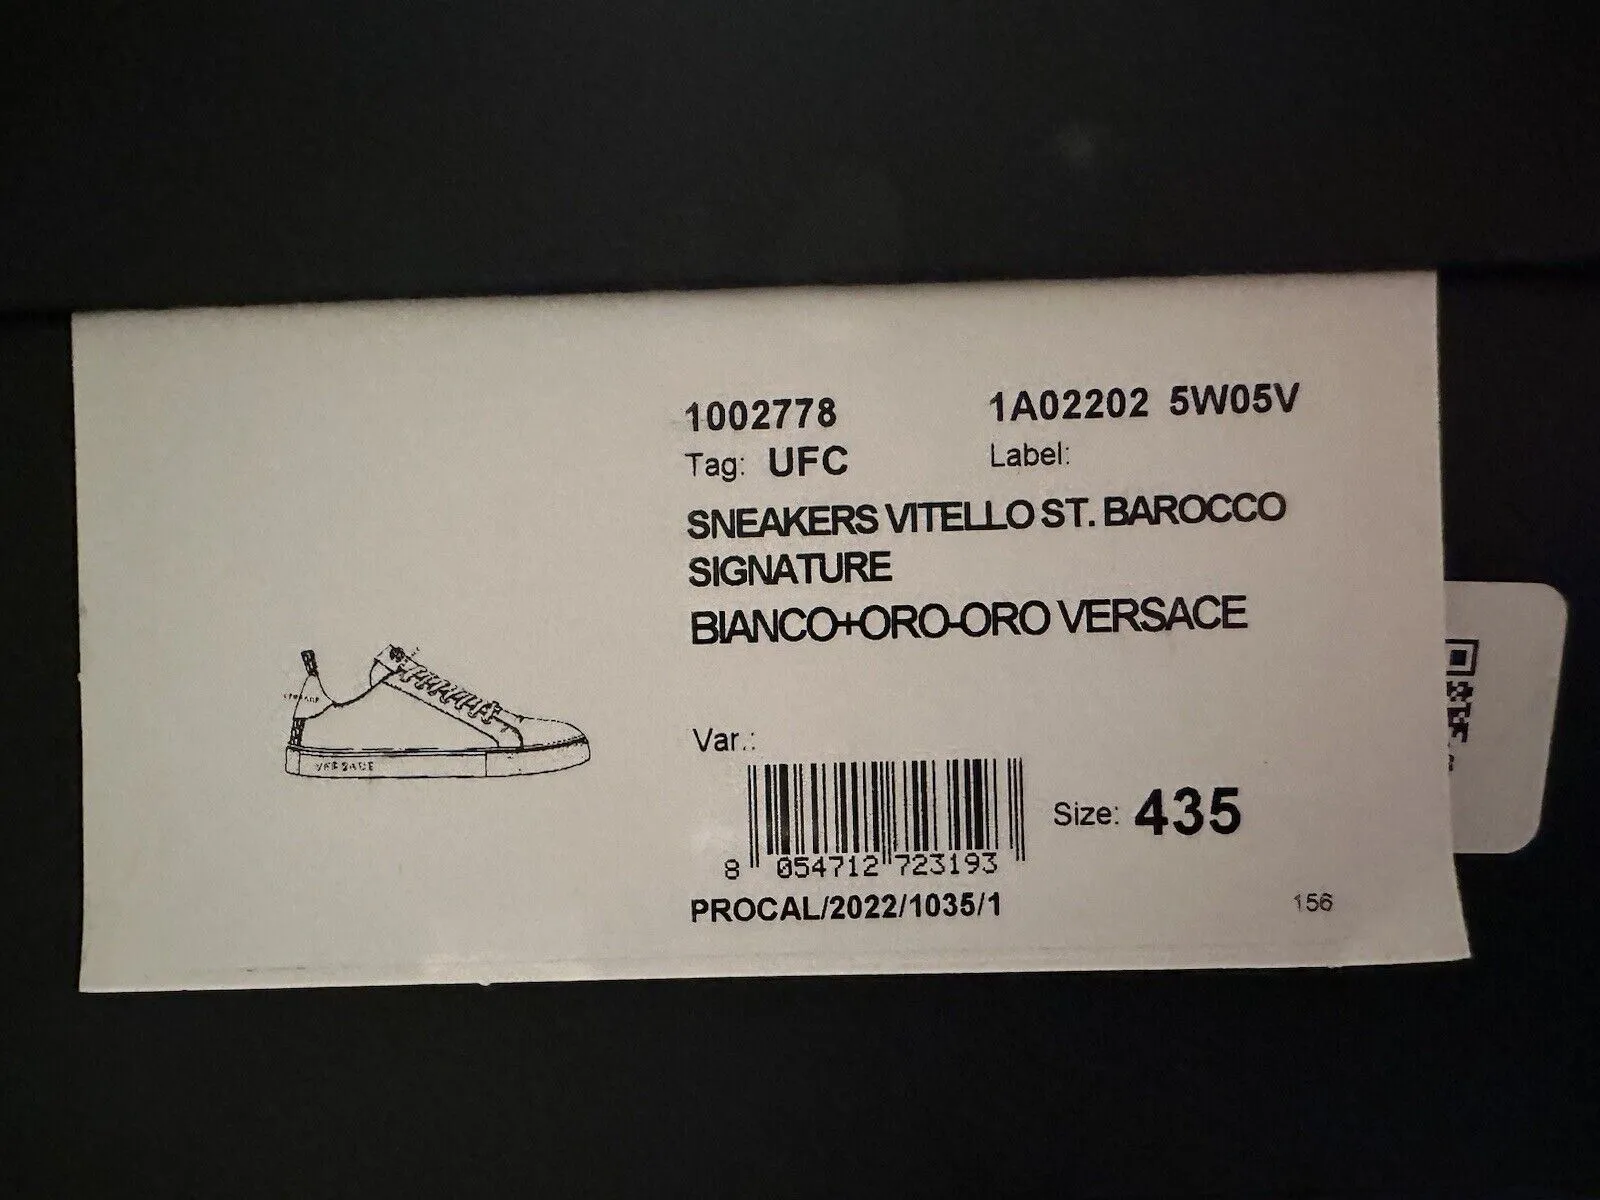 1002778 1A02202 5W05V
Tag: UFC Label:
SNEAKERS VITELLO ST. BAROCCO
SIGNATURE
BIANCO+ORO-ORO VERSACE
VERSACE
Var.:
Size: 435
8 054712 723193
PROCAL/2022/1035/1
156